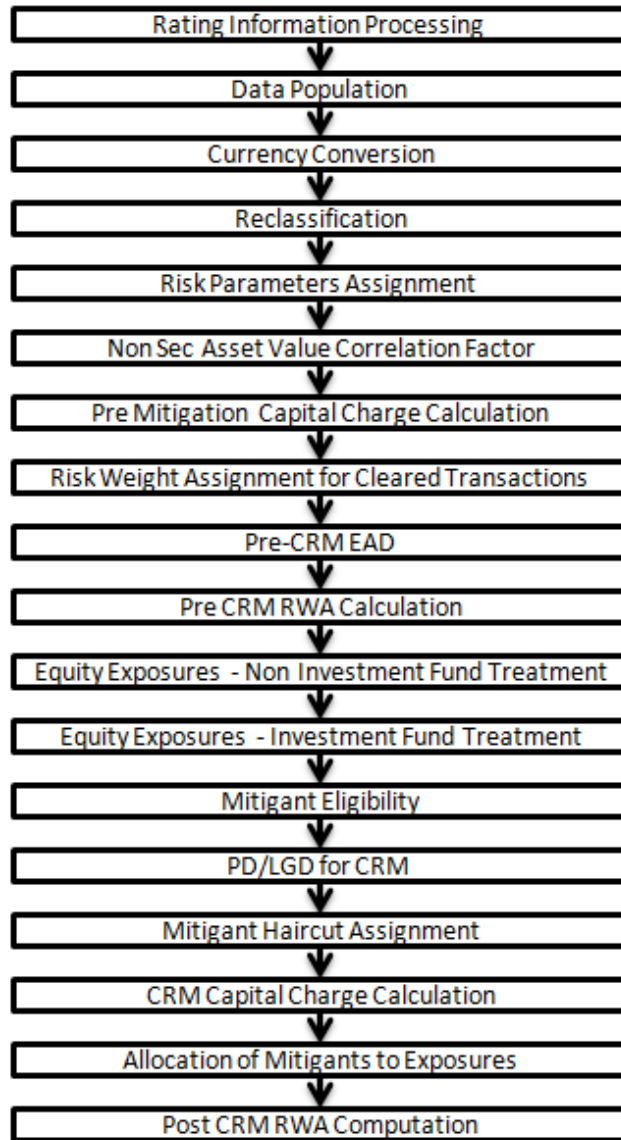 Rating Information Processing
Data Population
Currency Conversion
Reclassification
Risk Parameters Assignment
Non Sec Asset Value Correlation Factor
Pre Mitigation Capital Charge Calculation
Risk Weight Assignment for Cleared Transactions
Pre-CRM EAD
Pre CRM RWA Calculation
Equity Exposures - Non Investment Fund Treatment
Equity Exposures - Investment Fund Treatment
Mitigant Eligibility
PD/LGD for CRM
Mitigant Haircut Assignment
CRM Capital Charge Calculation
Allocation of Mitigants to Exposures
Post CRM RWA Computation